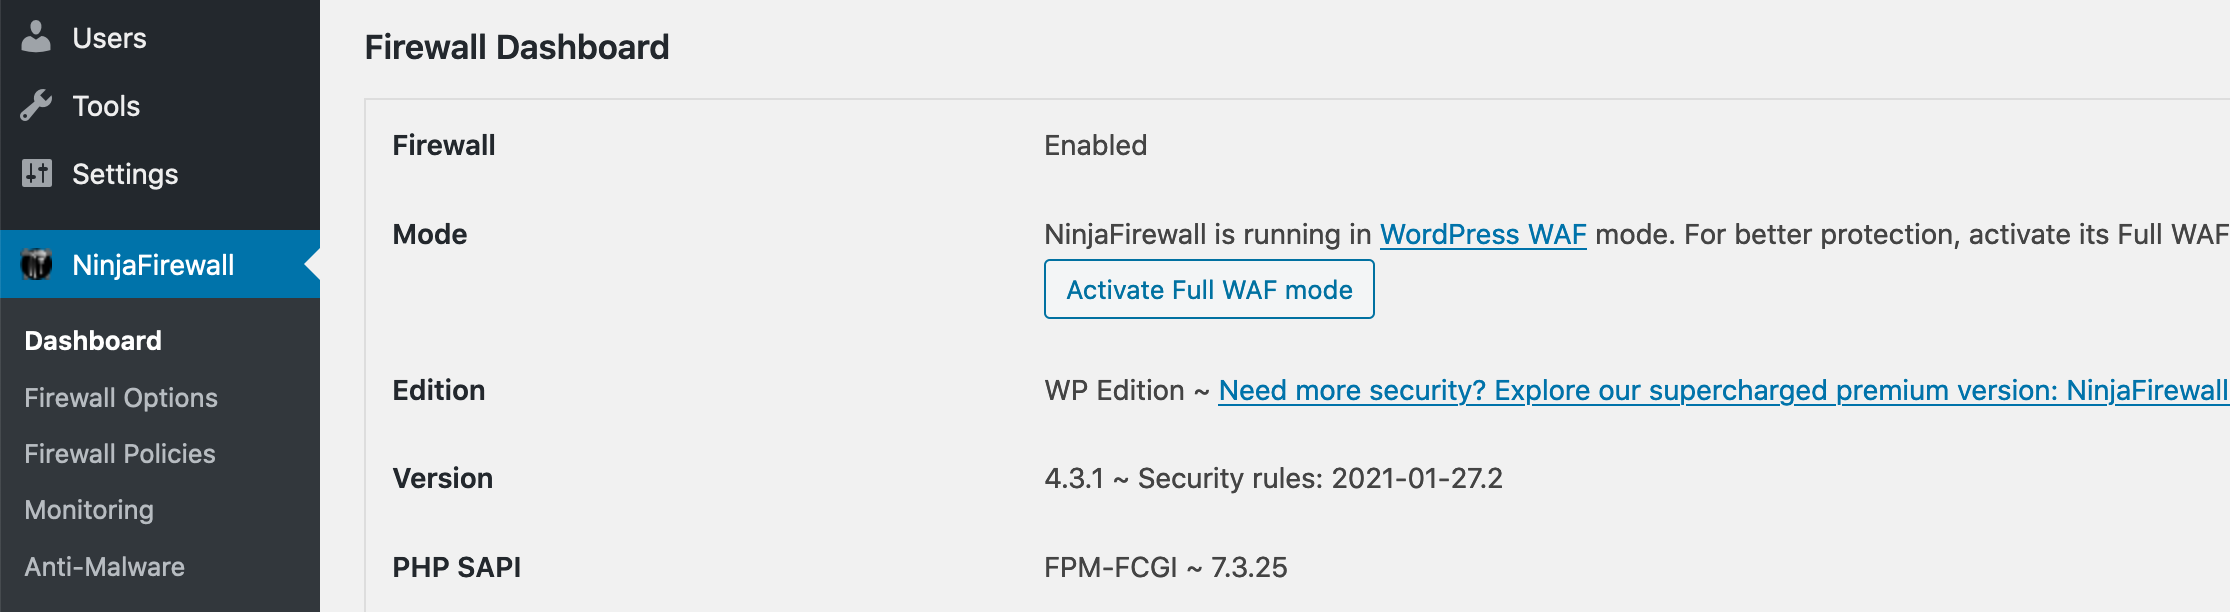 Users
Tools
Settings
NinjaFirewall
Dashboard
Firewall Options
Firewall Policies
Monitoring
Anti-Malware
Firewall Dashboard
Firewall Enabled
Mode NinjaFirewall is running in WordPress WAF mode. For better protection, activate its Full WAF
Activate Full WAF mode
Edition WP Edition ~ Need more security? Explore our supercharged premium version: NinjaFirewall
Version 4.3.1 ~ Security rules: 2021-01-27.2
PHP SAPI FPM-FCGI ~ 7.3.25